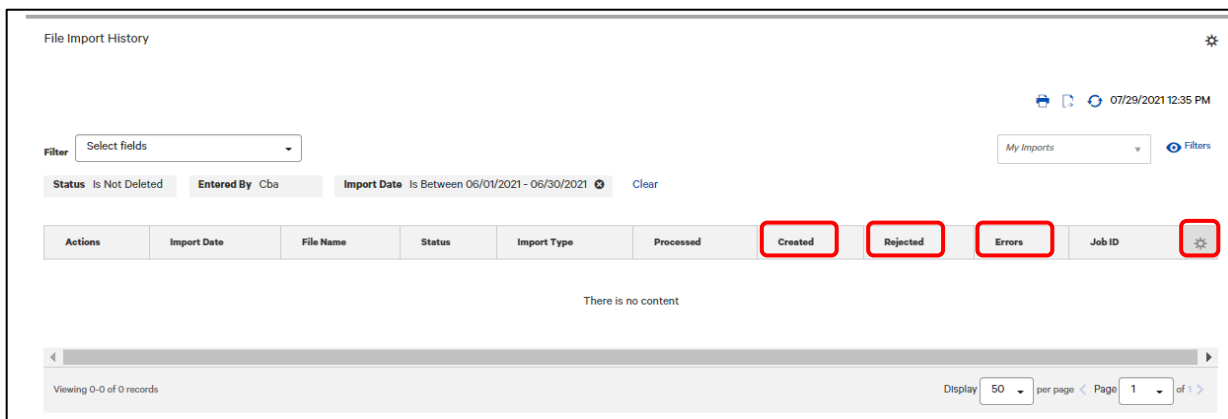 File Import History
07/29/2021 12:35 PM
Filter Select fields My Imports Filters
Status Is Not Deleted Entered By Cba Import Date Is Between 06/01/2021 - 06/30/2021 Clear
Actions Import Date File Name Status Import Type Processed Created Rejected Errors Job ID
There is no content
Viewing 0-0 of 0 records Display 50 per page < Page 1 of 1 >